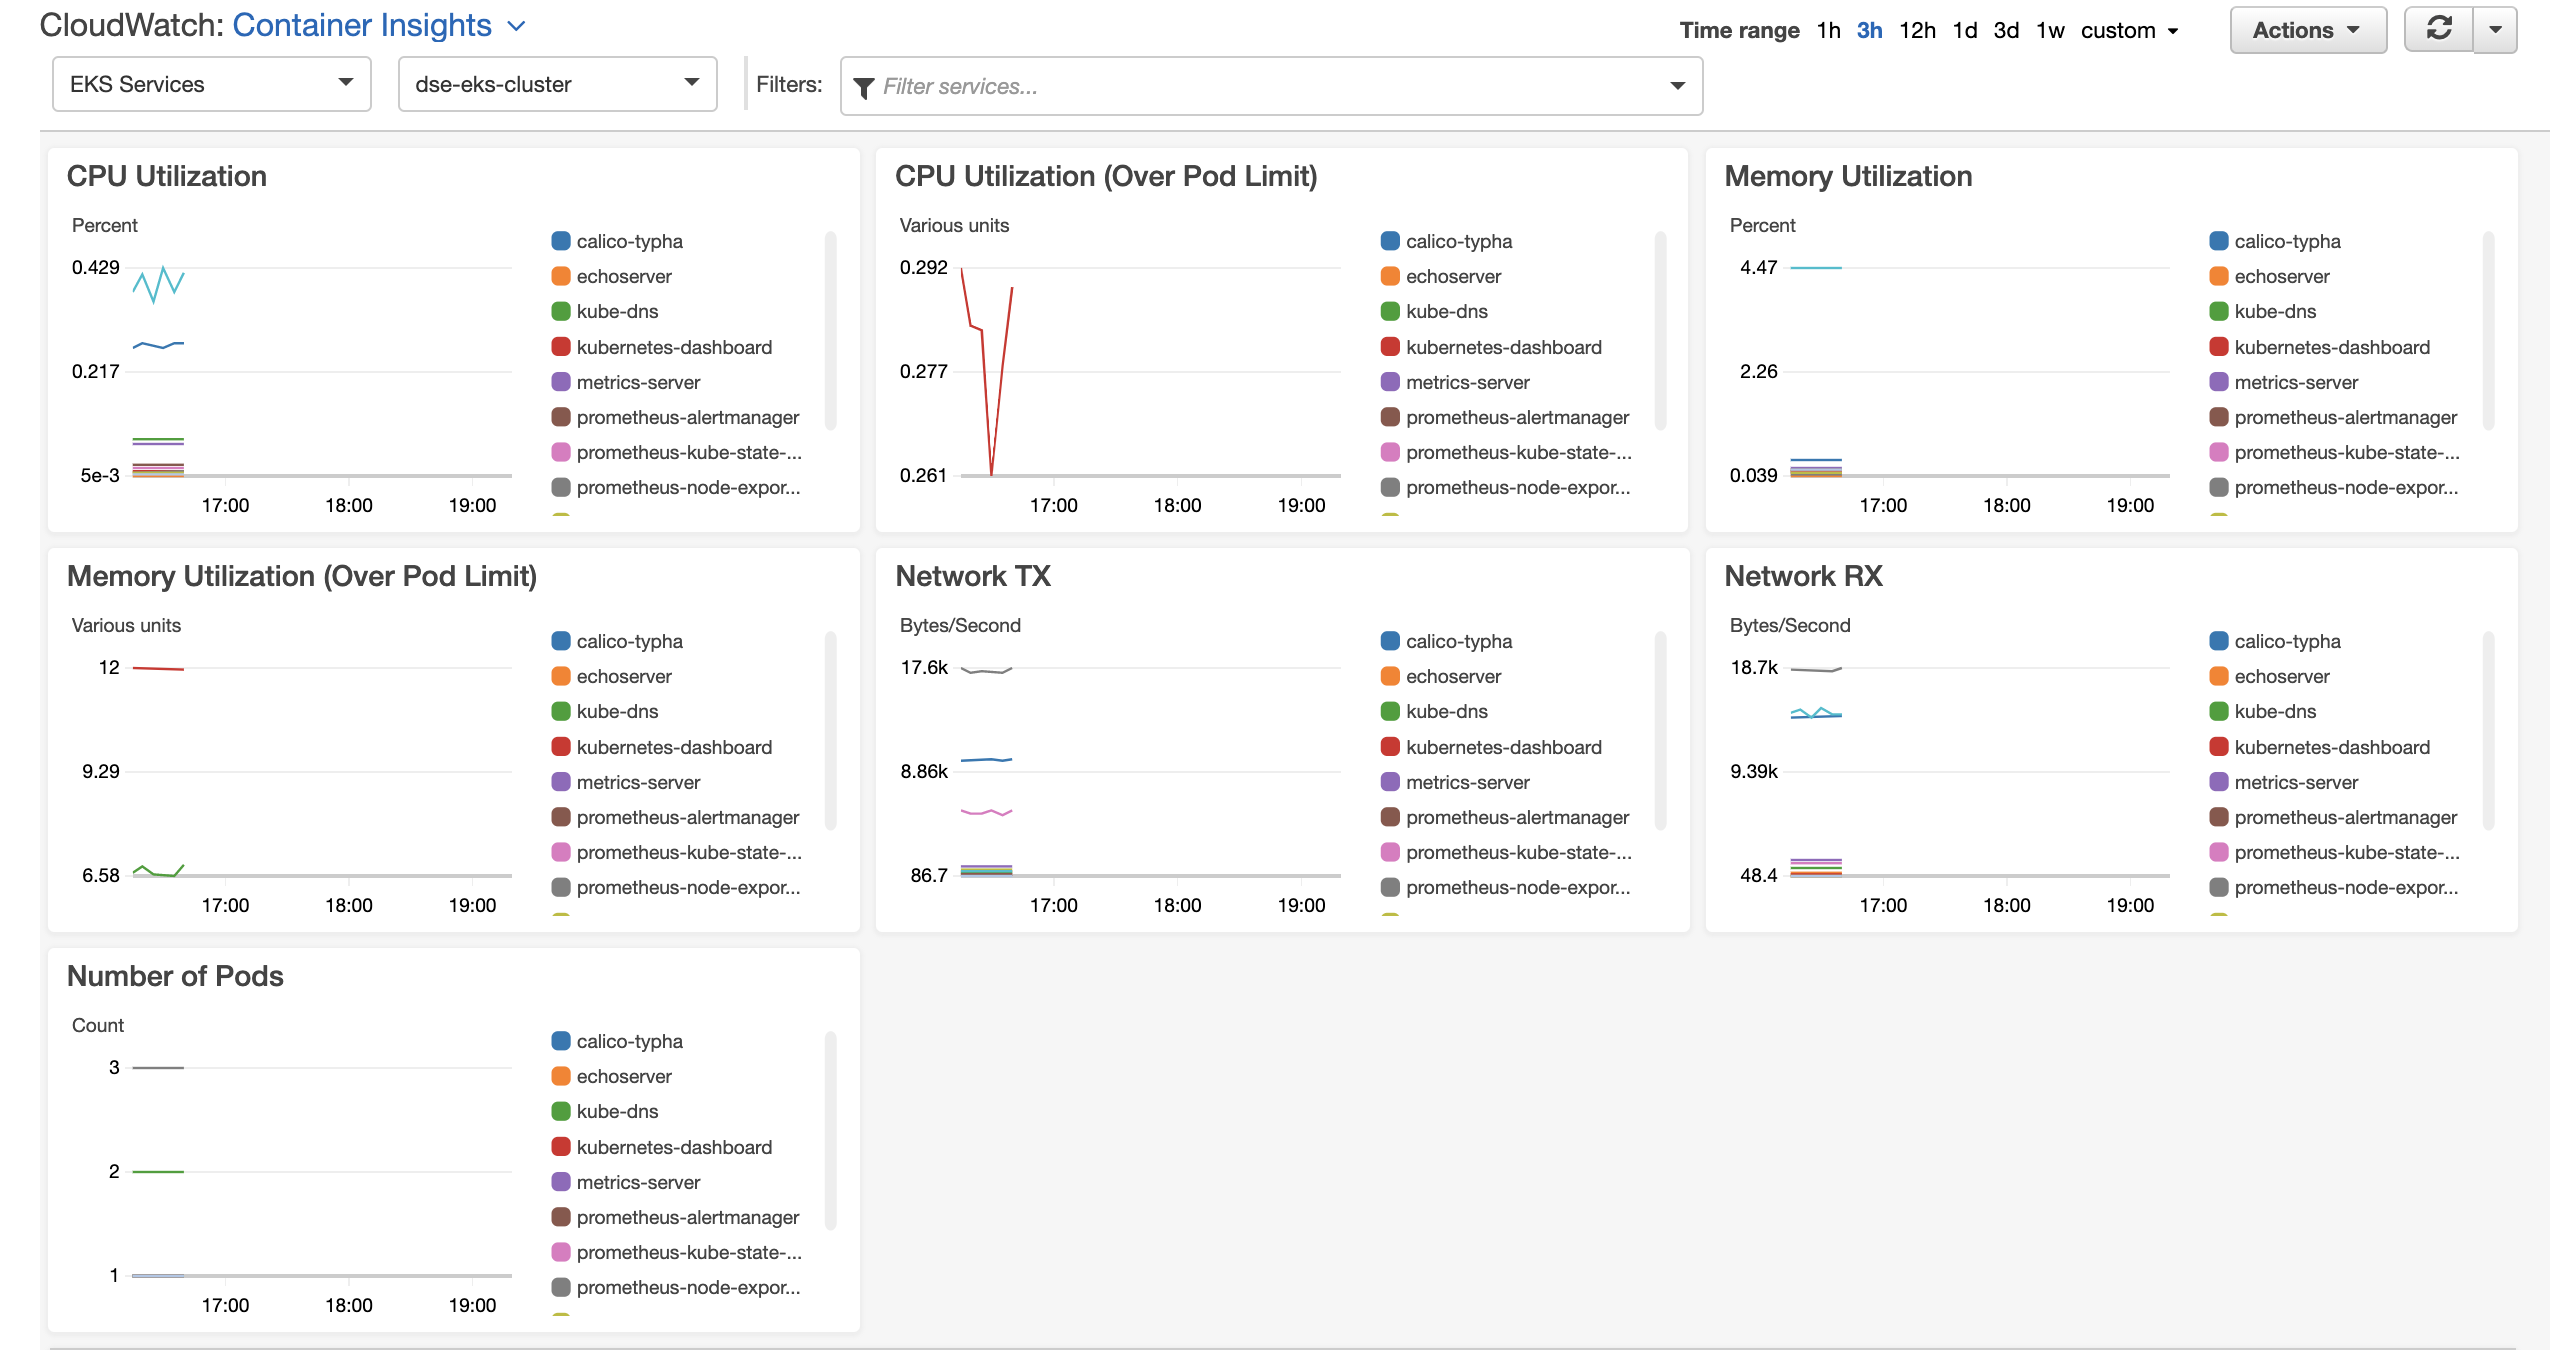 CloudWatch: Container Insights
Time range 1h 3h 12h 1d 3d 1w custom
Actions
EKS Services
dse-eks-cluster
Filters:
Filter services...
CPU Utilization
Percent
0.429
0.217
5e-3
17:00 18:00 19:00
calico-typha
echoserver
kube-dns
kubernetes-dashboard
metrics-server
prometheus-alertmanager
prometheus-kube-state-...
prometheus-node-expor...
CPU Utilization (Over Pod Limit)
Various units
0.292
0.277
0.261
17:00 18:00 19:00
calico-typha
echoserver
kube-dns
kubernetes-dashboard
metrics-server
prometheus-alertmanager
prometheus-kube-state-...
prometheus-node-expor...
Memory Utilization
Percent
4.47
2.26
0.039
17:00 18:00 19:00
calico-typha
echoserver
kube-dns
kubernetes-dashboard
metrics-server
prometheus-alertmanager
prometheus-kube-state-...
prometheus-node-expor...
Memory Utilization (Over Pod Limit)
Various units
12
9.29
6.58
17:00 18:00 19:00
calico-typha
echoserver
kube-dns
kubernetes-dashboard
metrics-server
prometheus-alertmanager
prometheus-kube-state-...
prometheus-node-expor...
Network TX
Bytes/Second
17.6k
8.86k
86.7
17:00 18:00 19:00
calico-typha
echoserver
kube-dns
kubernetes-dashboard
metrics-server
prometheus-alertmanager
prometheus-kube-state-...
prometheus-node-expor...
Network RX
Bytes/Second
18.7k
9.39k
48.4
17:00 18:00 19:00
calico-typha
echoserver
kube-dns
kubernetes-dashboard
metrics-server
prometheus-alertmanager
prometheus-kube-state-...
prometheus-node-expor...
Number of Pods
Count
3
2
1
17:00 18:00 19:00
calico-typha
echoserver
kube-dns
kubernetes-dashboard
metrics-server
prometheus-alertmanager
prometheus-kube-state-...
prometheus-node-expor...